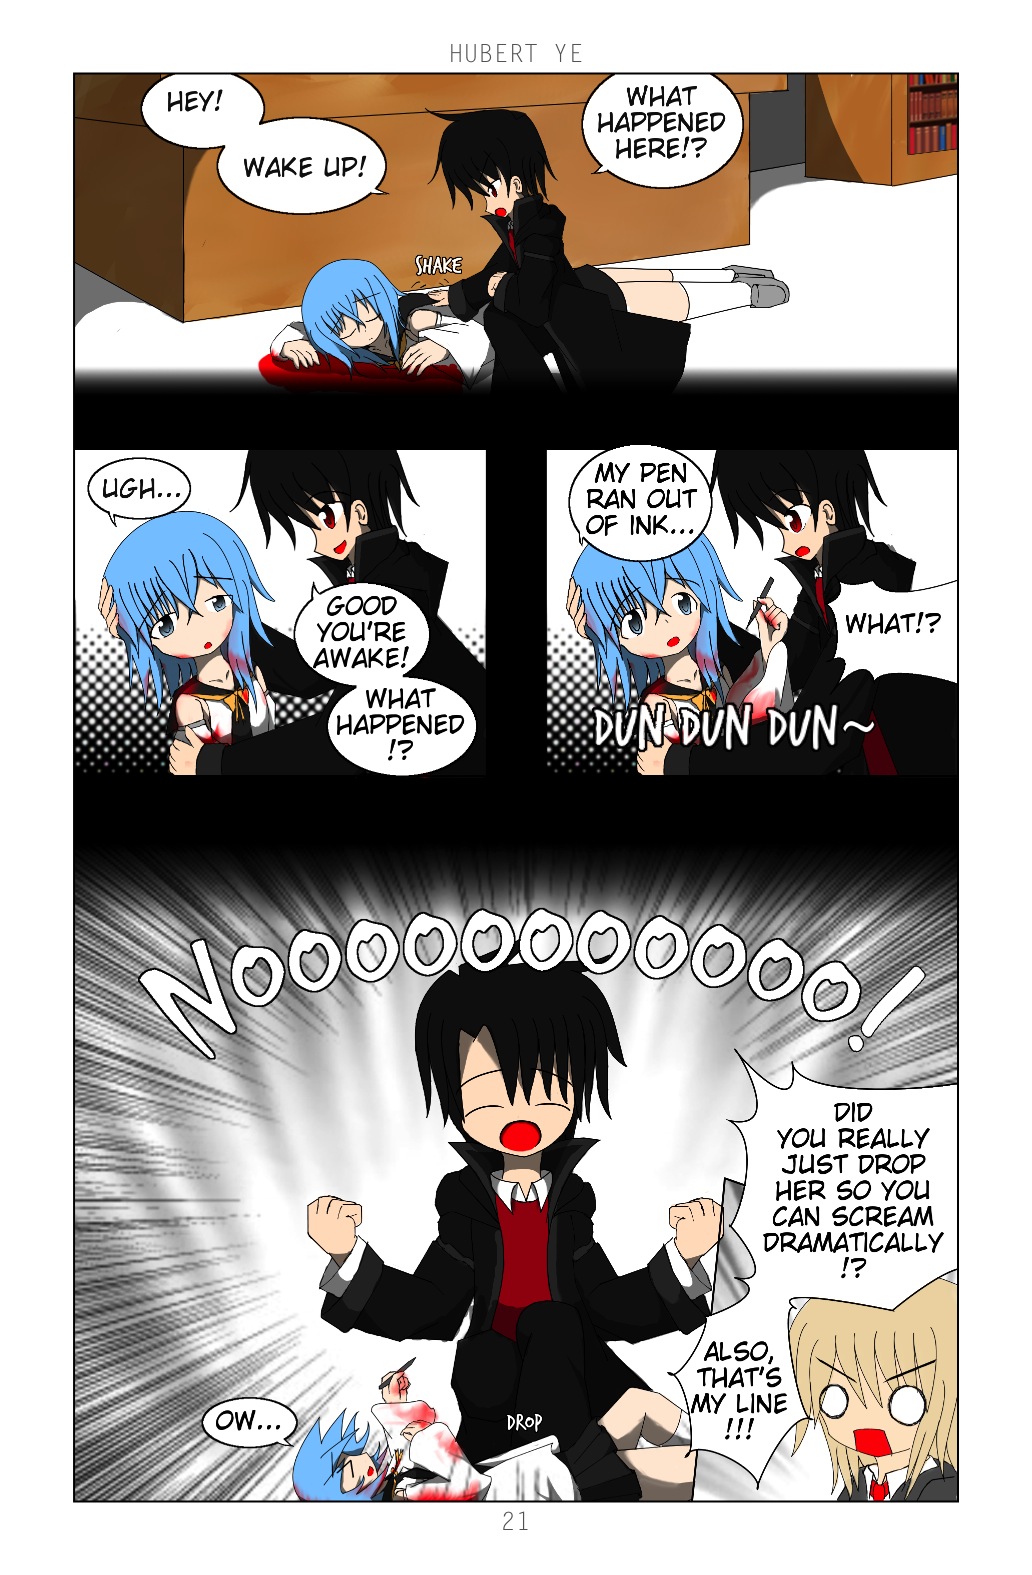 HUBERT YE
HEY!
WAKE UP!
WHAT
HAPPENED
HERE!?
SHAKE
UGH...
GOOD
YOU'RE
AWAKE!
WHAT
HAPPENED
!?
MY PEN
RAN OUT
OF INK...
WHAT!?
DUN DUN DUN~
NOOOOOOOOOOO!
DID
YOU REALLY
JUST DROP
HER SO YOU
CAN SCREAM
DRAMATICALLY
!?
ALSO,
THAT'S
MY LINE
!!!
OW...
DROP
21